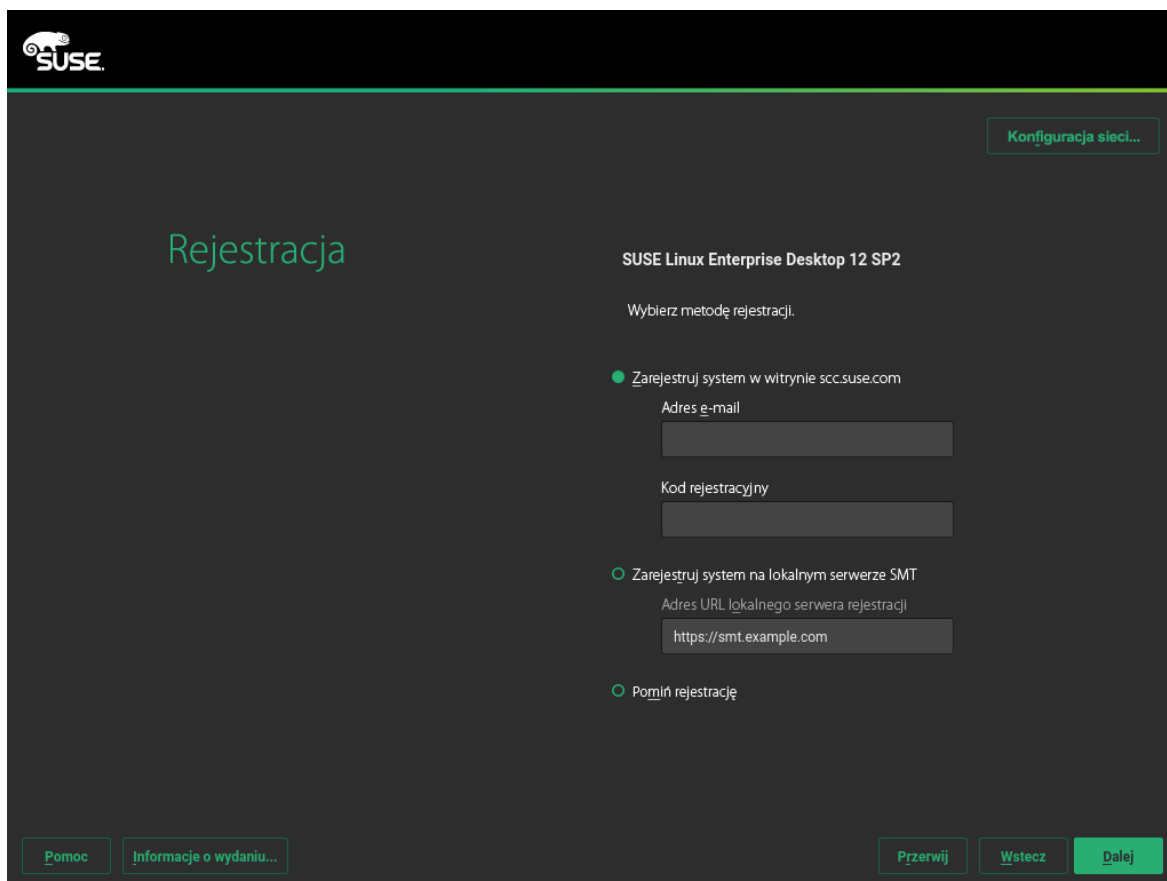 SUSE.
Konfiguracja sieci...
Rejestracja
SUSE Linux Enterprise Desktop 12 SP2
Wybierz metodę rejestracji.
Zarejestruj system w witrynie scc.suse.com
Adres e-mail
Kod rejestracyjny
Zarejestruj system na lokalnym serwerze SMT
Adres URL lokalnego serwera rejestracji
https://smt.example.com
Pomiń rejestrację
Pomoc Informacje o wydaniu... Przerwij Wstecz Dalej